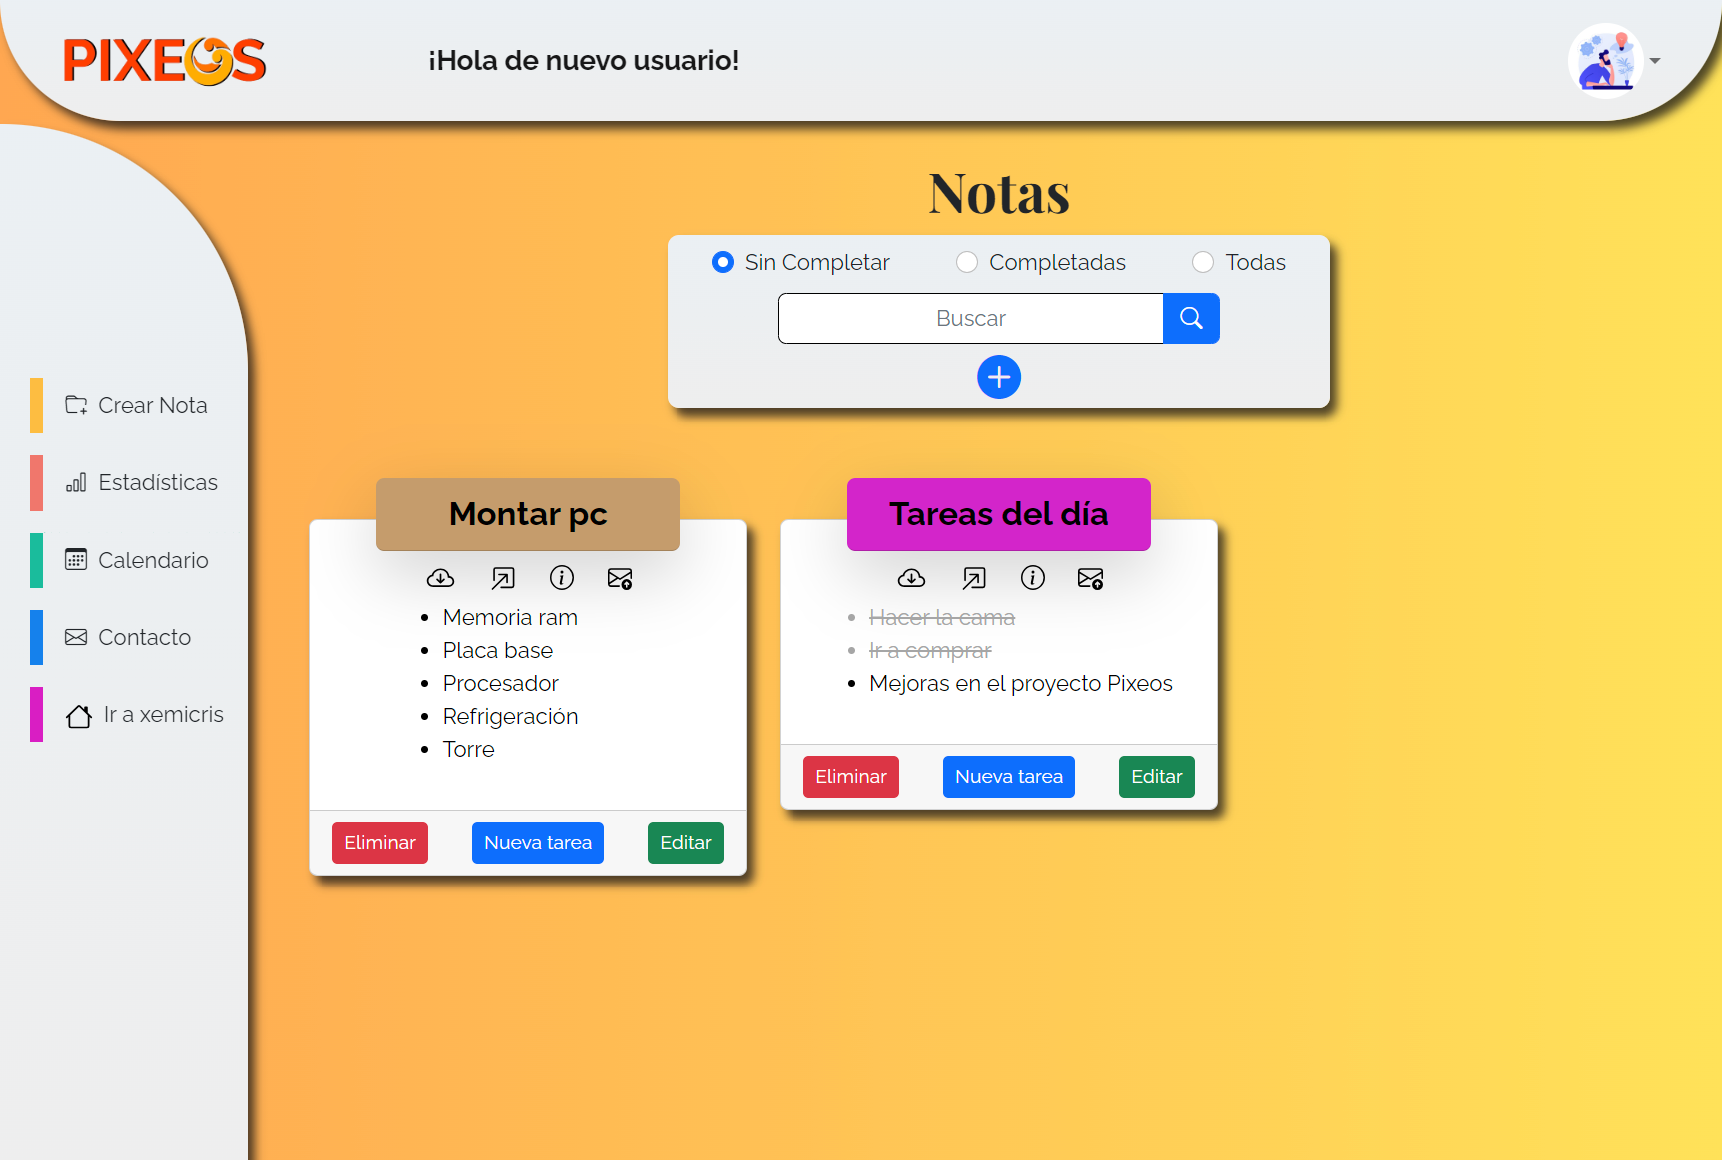 PIXEOS
¡Hola de nuevo usuario!
Crear Nota
Estadísticas
Calendario
Contacto
Ir a xemicris
Notas
Sin Completar
Completadas
Todas
Buscar
Montar pc
Memoria ram
Placa base
Procesador
Refrigeración
Torre
Eliminar
Nueva tarea
Editar
Tareas del día
Hacer la cama
Ir a comprar
Mejoras en el proyecto Pixeos
Eliminar
Nueva tarea
Editar